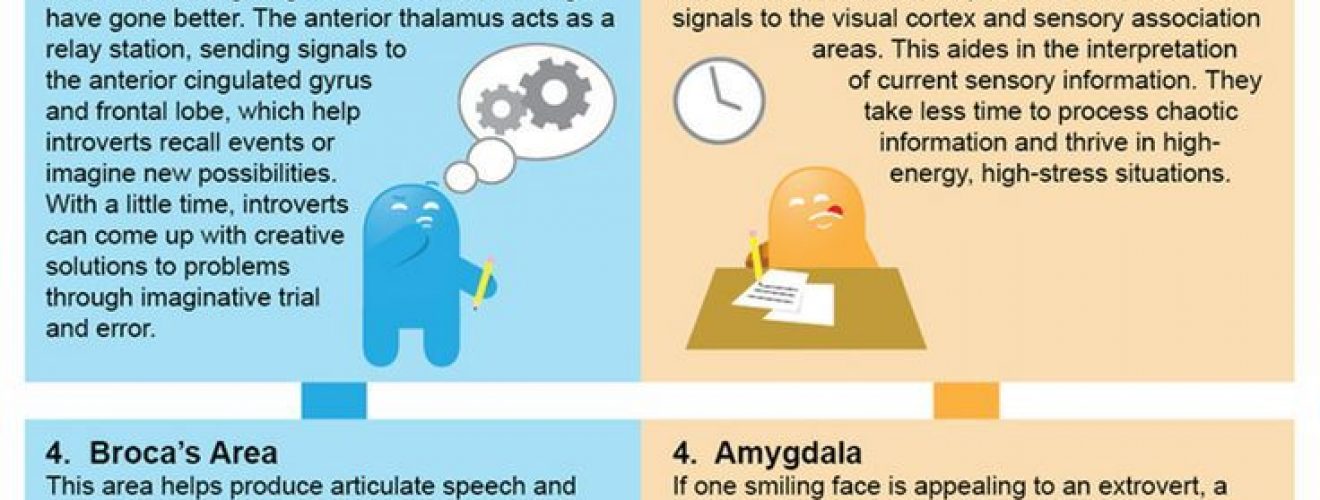 have gone better. The anterior thalamus acts as a
relay station, sending signals to
the anterior cingulated gyrus
and frontal lobe, which help
introverts recall events or
imagine new possibilities.
With a little time, introverts
can come up with creative
solutions to problems
through imaginative trial
and error.
signals to the visual cortex and sensory association
areas. This aides in the interpretation
of current sensory information. They
take less time to process chaotic
information and thrive in high-
energy, high-stress situations.
4. Broca's Area
This area helps produce articulate speech and
4. Amygdala
If one smiling face is appealing to an extrovert, a